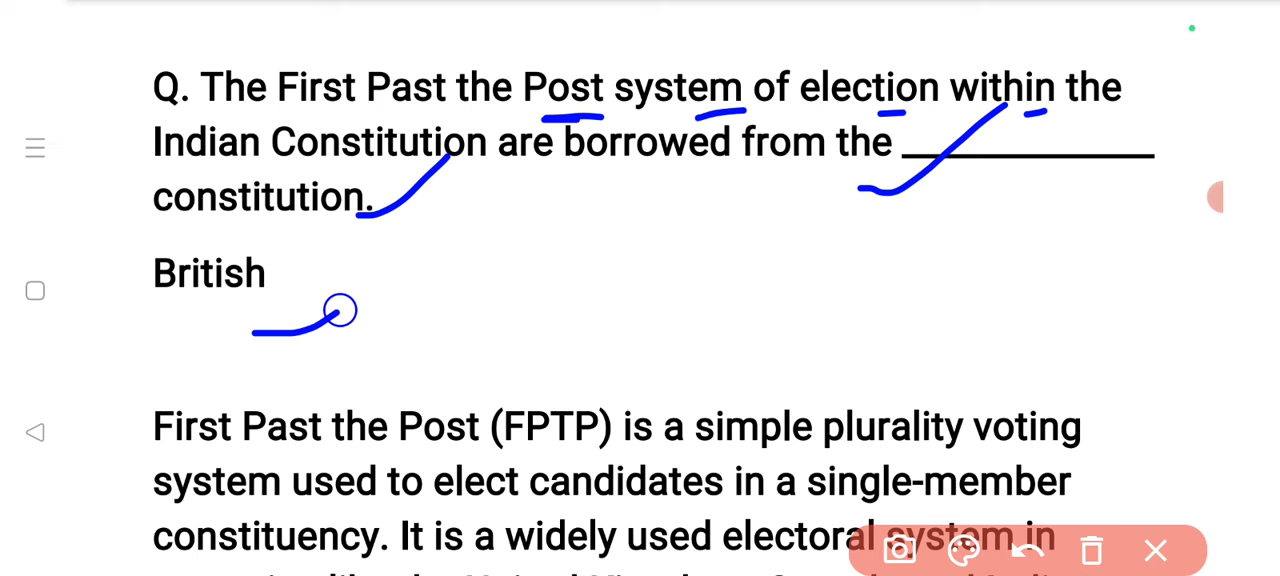 Q. The First Past the Post system of election within the
Indian Constitution are borrowed from the ____________
constitution.
British
First Past the Post (FPTP) is a simple plurality voting
system used to elect candidates in a single-member
constituency. It is a widely used electoral system in